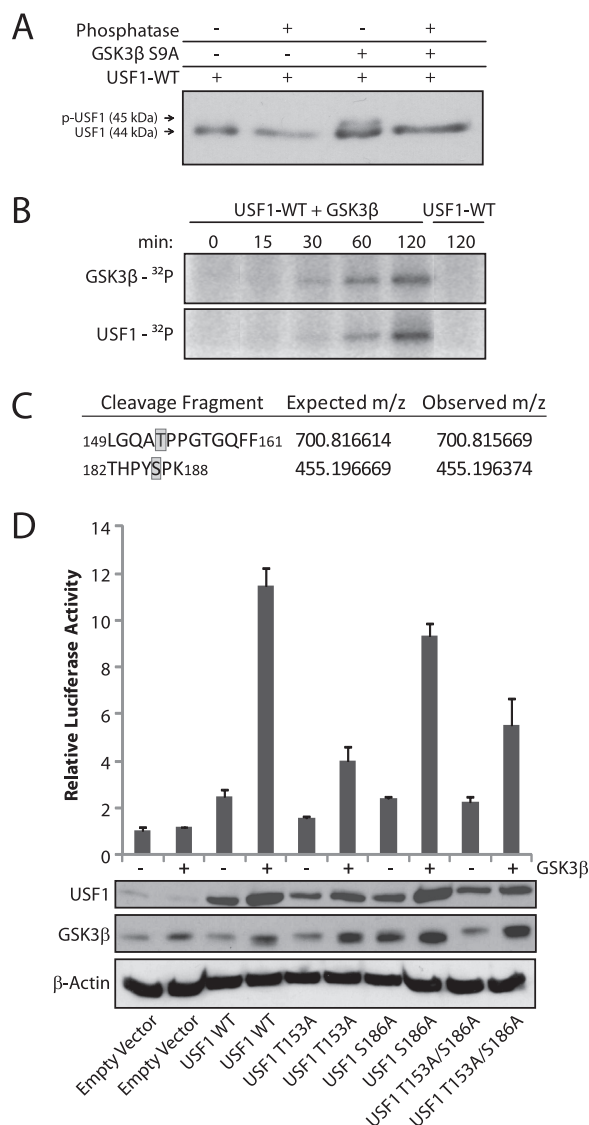 A
Phosphatase - + - +
GSK3β S9A - - + +
USF1-WT + + + +
p-USF1 (45 kDa)
USF1 (44 kDa)
B
USF1-WT + GSK3β USF1-WT
min: 0 15 30 60 120 120
GSK3β - ³²P
USF1 - ³²P
C
Cleavage Fragment Expected m/z Observed m/z
149LGQATPPGTGQFF161 700.816614 700.815669
182THPYSPK188 455.196669 455.196374
D
Relative Luciferase Activity
14
12
10
8
6
4
2
0
- + - + - + - + - + GSK3β
USF1
GSK3β
β-Actin
Empty Vector
Empty Vector
USF1 WT
USF1 WT
USF1 T153A
USF1 T153A
USF1 S186A
USF1 S186A
USF1 T153A/S186A
USF1 T153A/S186A